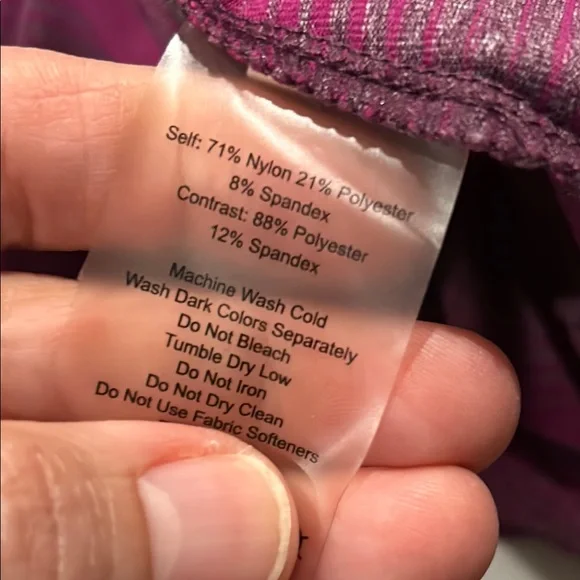 Self: 71% Nylon 21% Polyester
8% Spandex
Contrast: 88% Polyester
12% Spandex
Machine Wash Cold
Wash Dark Colors Separately
Do Not Bleach
Tumble Dry Low
Do Not Iron
Do Not Dry Clean
Do Not Use Fabric Softeners